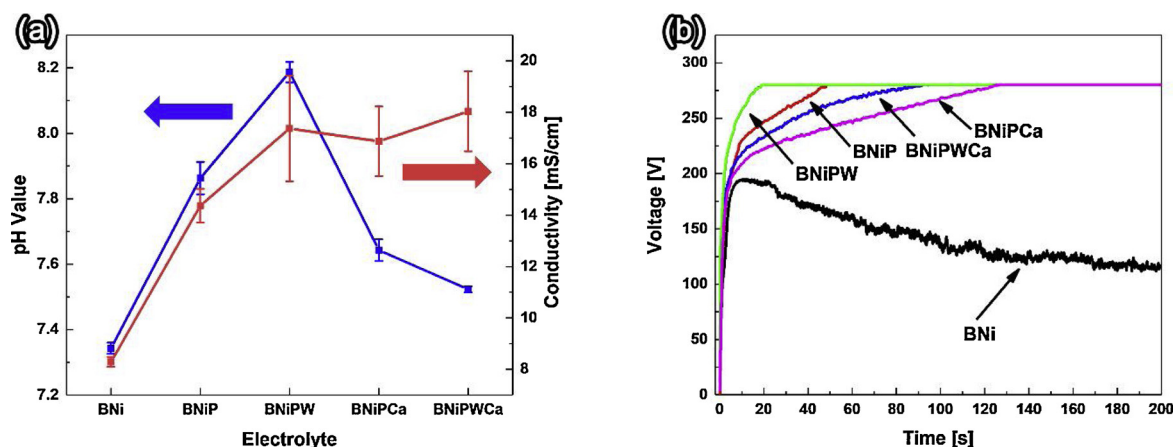 (a)
8.2
8.0
7.8
7.6
7.4
7.2
pH Value
20
18
16
14
12
11
9
8
Conductivity [mS/cm]
BNi BNiP BNiPW BNiPCa BNiPWCa
Electrolyte
(b)
300
250
200
150
100
50
0
Voltage [V]
BNiPCa
BNiP BNiPWCa
BNiPW
BNi
0 20 40 60 80 100 120 140 160 180 200
Time [s]